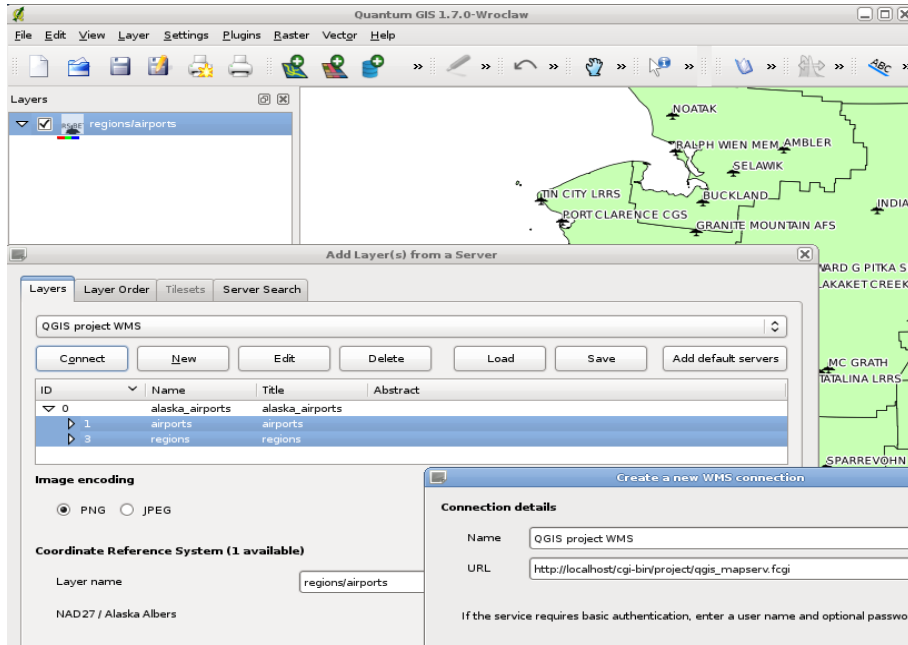 Quantum GIS 1.7.0-Wroclaw
File Edit View Layer Settings Plugins Raster Vector Help
ABC
Layers
regions/airports
NOATAK
RALPH WIEN MEM AMBLER
SELAWIK
TIN CITY LRRS
BUCKLAND
INDIA
PORT CLARENCE CGS
GRANITE MOUNTAIN AFS
Add Layer(s) from a Server
WARD G PITKA S
LAKAKET CREEK
Layers Layer Order Tilesets Server Search
QGIS project WMS
Connect New Edit Delete Load Save Add default servers
MC GRATH
TATALINA LRRS
ID Name Title Abstract
0 alaska_airports alaska_airports
1 airports airports
3 regions regions
SPARREVOHN
Image encoding
PNG JPEG
Coordinate Reference System (1 available)
Layer name regions/airports
NAD27 / Alaska Albers
Create a new WMS connection
Connection details
Name QGIS project WMS
URL http://localhost/cgi-bin/project/qgis_mapserv.fcgi
If the service requires basic authentication, enter a user name and optional passwo